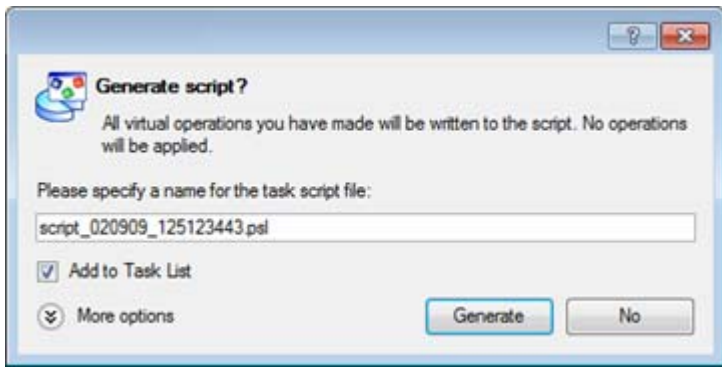 Generate script?
All virtual operations you have made will be written to the script. No operations
will be applied.
Please specify a name for the task script file:
script_020909_125123443.psl
Add to Task List
More options
Generate
No